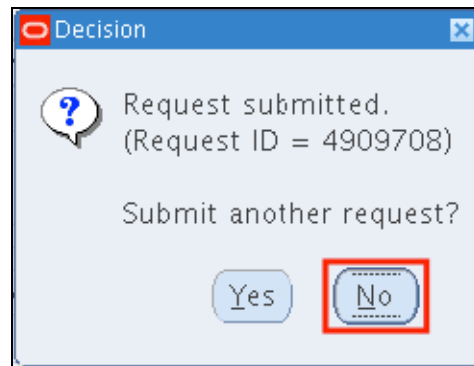 Decision
Request submitted.
(Request ID = 4909708)
Submit another request?
Yes No